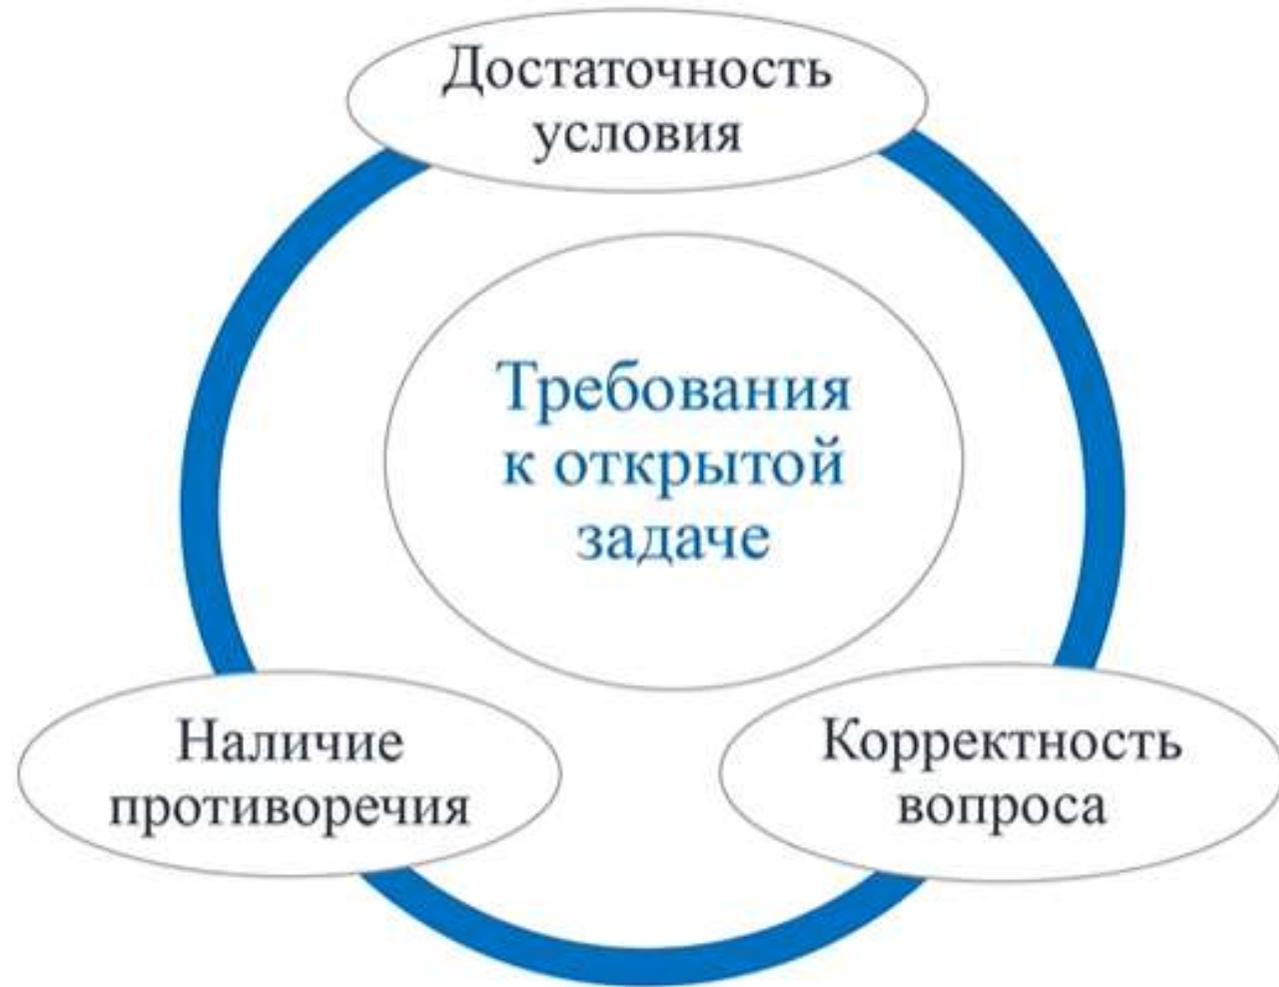 Достаточность
условия
Требования
к открытой
задаче
Наличие
противоречия
Корректность
вопроса